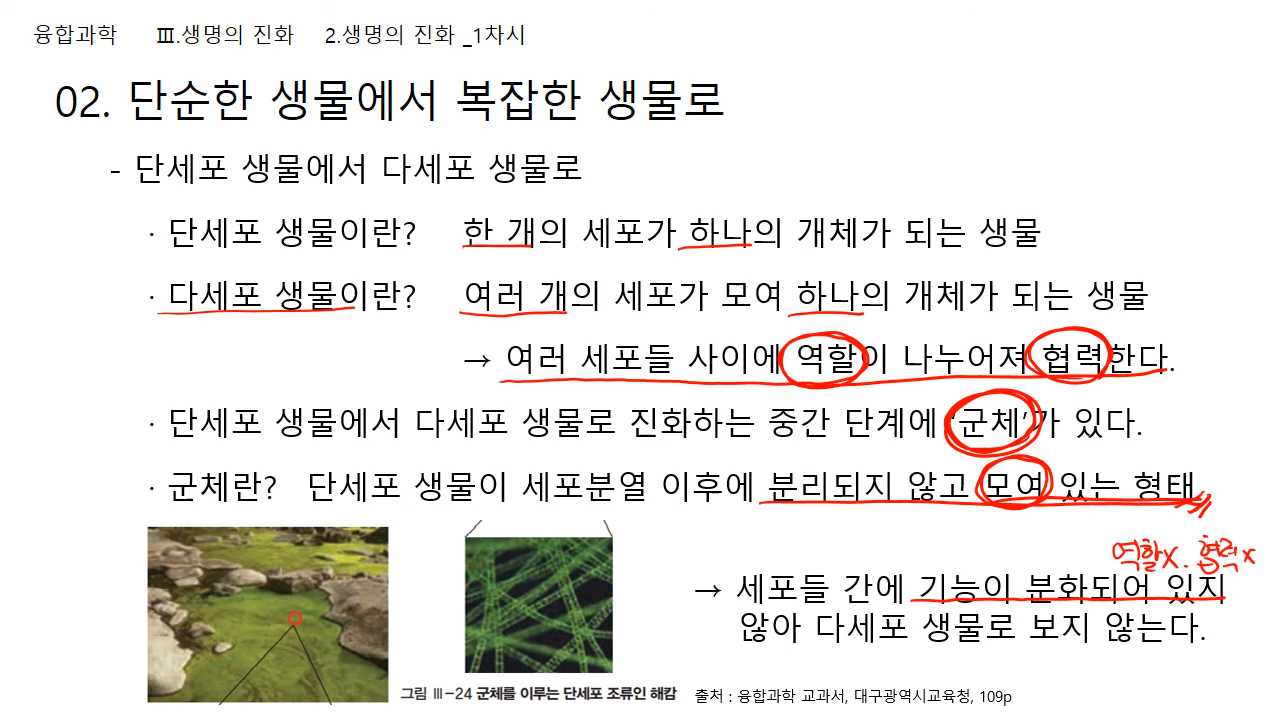 융합과학 Ⅲ.생명의 진화 2.생명의 진화 _1차시
02. 단순한 생물에서 복잡한 생물로
- 단세포 생물에서 다세포 생물로
· 단세포 생물이란? 한 개의 세포가 하나의 개체가 되는 생물
· 다세포 생물이란? 여러 개의 세포가 모여 하나의 개체가 되는 생물
→ 여러 세포들 사이에 역할이 나누어져 협력한다.
· 단세포 생물에서 다세포 생물로 진화하는 중간 단계에 '군체'가 있다.
· 군체란? 단세포 생물이 세포분열 이후에 분리되지 않고 모여 있는 형태
역할X. 협력X
→ 세포들 간에 기능이 분화되어 있지
않아 다세포 생물로 보지 않는다.
그림 Ⅲ-24 군체를 이루는 단세포 조류인 해캄
출처 : 융합과학 교과서, 대구광역시교육청, 109p